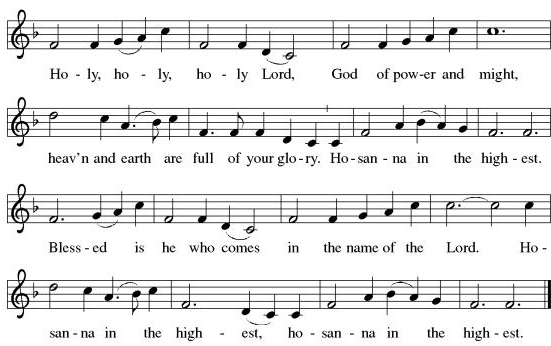 Ho - ly, ho - ly, ho - ly Lord, God of pow-er and might,
heav'n and earth are full of your glo-ry. Ho-san - na in the high-est.
Bless - ed is he who comes in the name of the Lord. Ho -
san - na in the high - est, ho - san - na in the high - est.